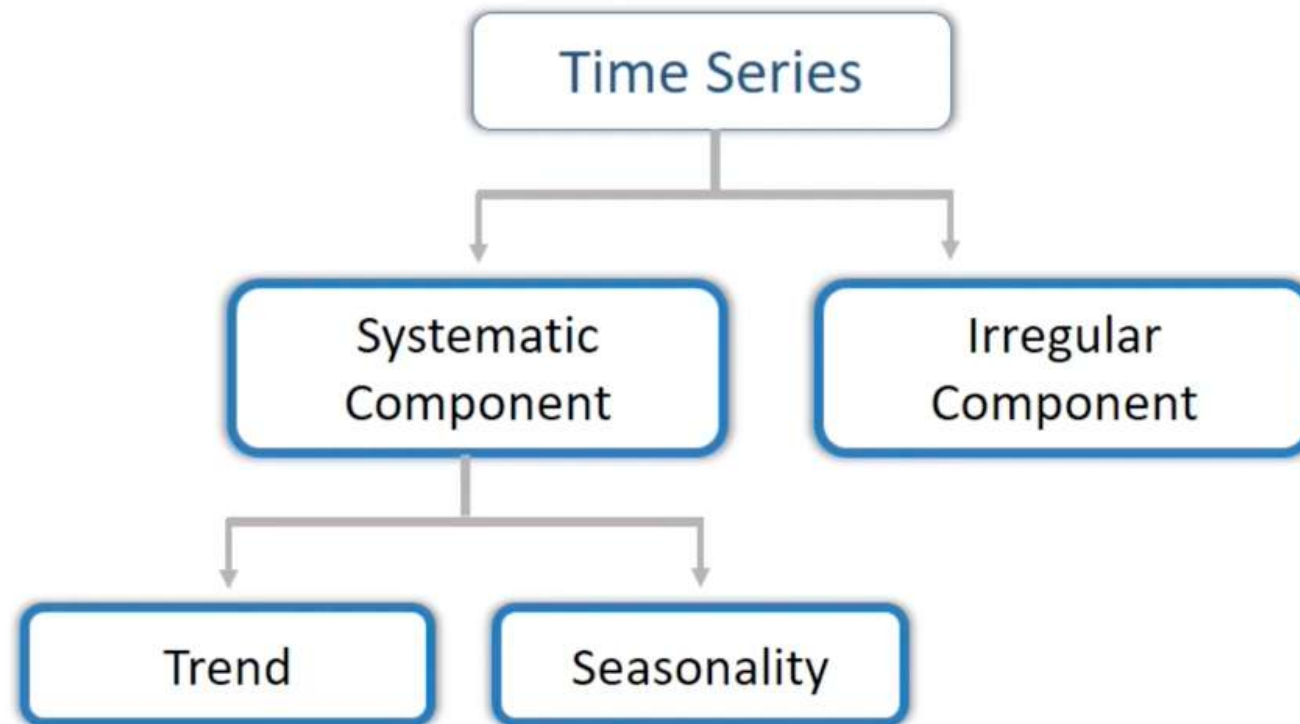 Time Series
Systematic
Component
Irregular
Component
Trend
Seasonality